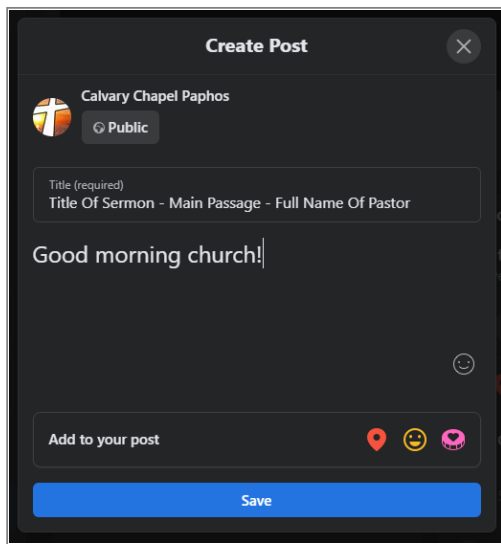 Create Post
Calvary Chapel Paphos
Public
Title (required)
Title Of Sermon - Main Passage - Full Name Of Pastor
Good morning church!
Add to your post
Save